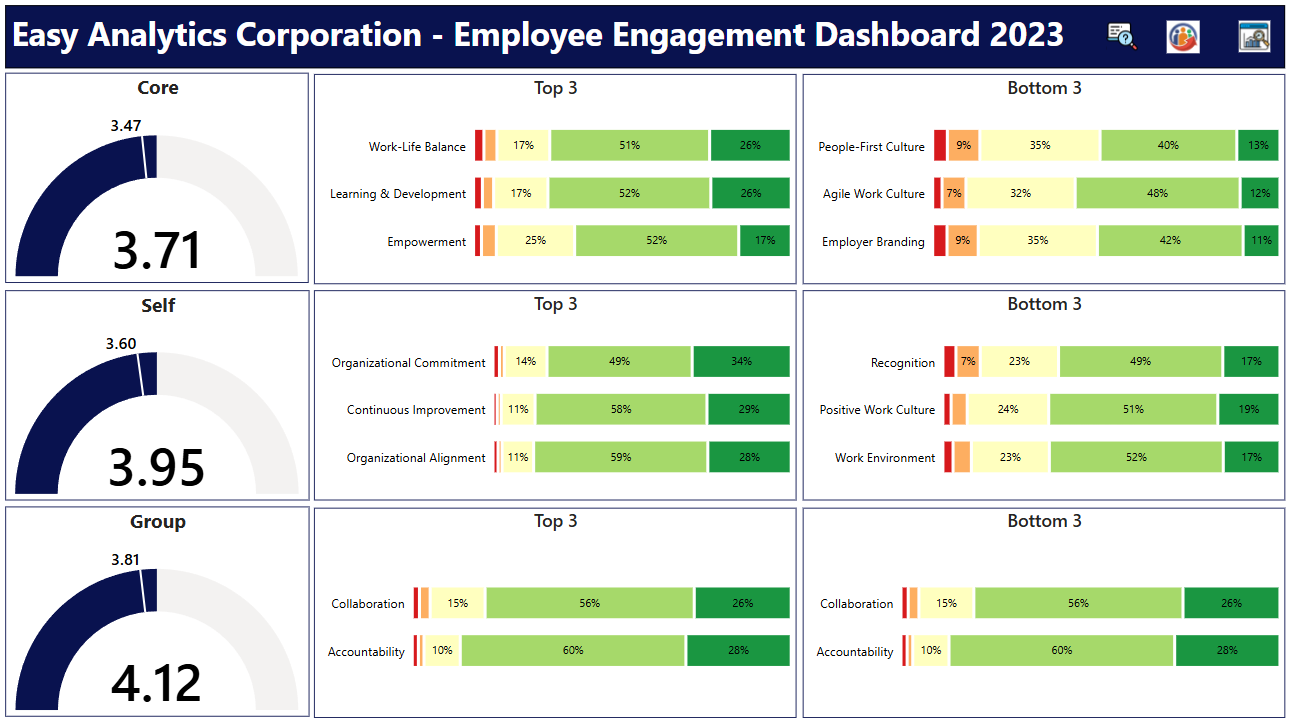 Easy Analytics Corporation - Employee Engagement Dashboard 2023
Core
3.47
3.71
Top 3
Work-Life Balance 17% 51% 26%
Learning & Development 17% 52% 26%
Empowerment 25% 52% 17%
Bottom 3
People-First Culture 9% 35% 40% 13%
Agile Work Culture 7% 32% 48% 12%
Employer Branding 9% 35% 42% 11%
Self
3.60
3.95
Top 3
Organizational Commitment 14% 49% 34%
Continuous Improvement 11% 58% 29%
Organizational Alignment 11% 59% 28%
Bottom 3
Recognition 7% 23% 49% 17%
Positive Work Culture 24% 51% 19%
Work Environment 23% 52% 17%
Group
3.81
4.12
Top 3
Collaboration 15% 56% 26%
Accountability 10% 60% 28%
Bottom 3
Collaboration 15% 56% 26%
Accountability 10% 60% 28%